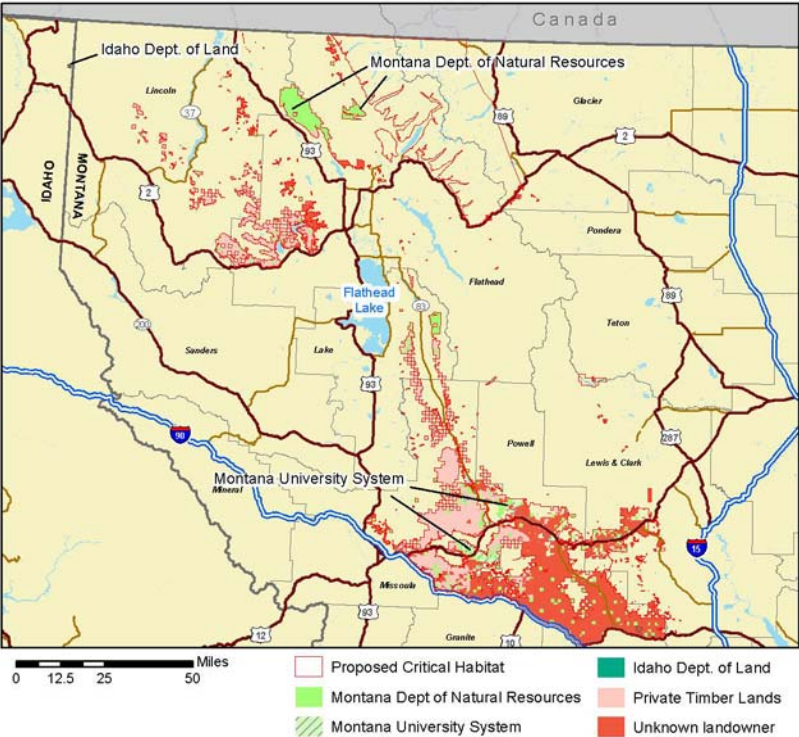 Canada
Idaho Dept. of Land
Montana Dept. of Natural Resources
Lincoln
Glacier
37
89
2
93
IDAHO
MONTANA
2
Pondera
Flathead
Flathead
Lake
83
89
Teton
200
Sanders
Lake
93
Powell
287
90
Lewis & Clark
Montana University System
Mineral
15
Missoula
93
12
Granite
10
Miles
0 12.5 25 50
Proposed Critical Habitat
Montana Dept of Natural Resources
Montana University System
Idaho Dept. of Land
Private Timber Lands
Unknown landowner